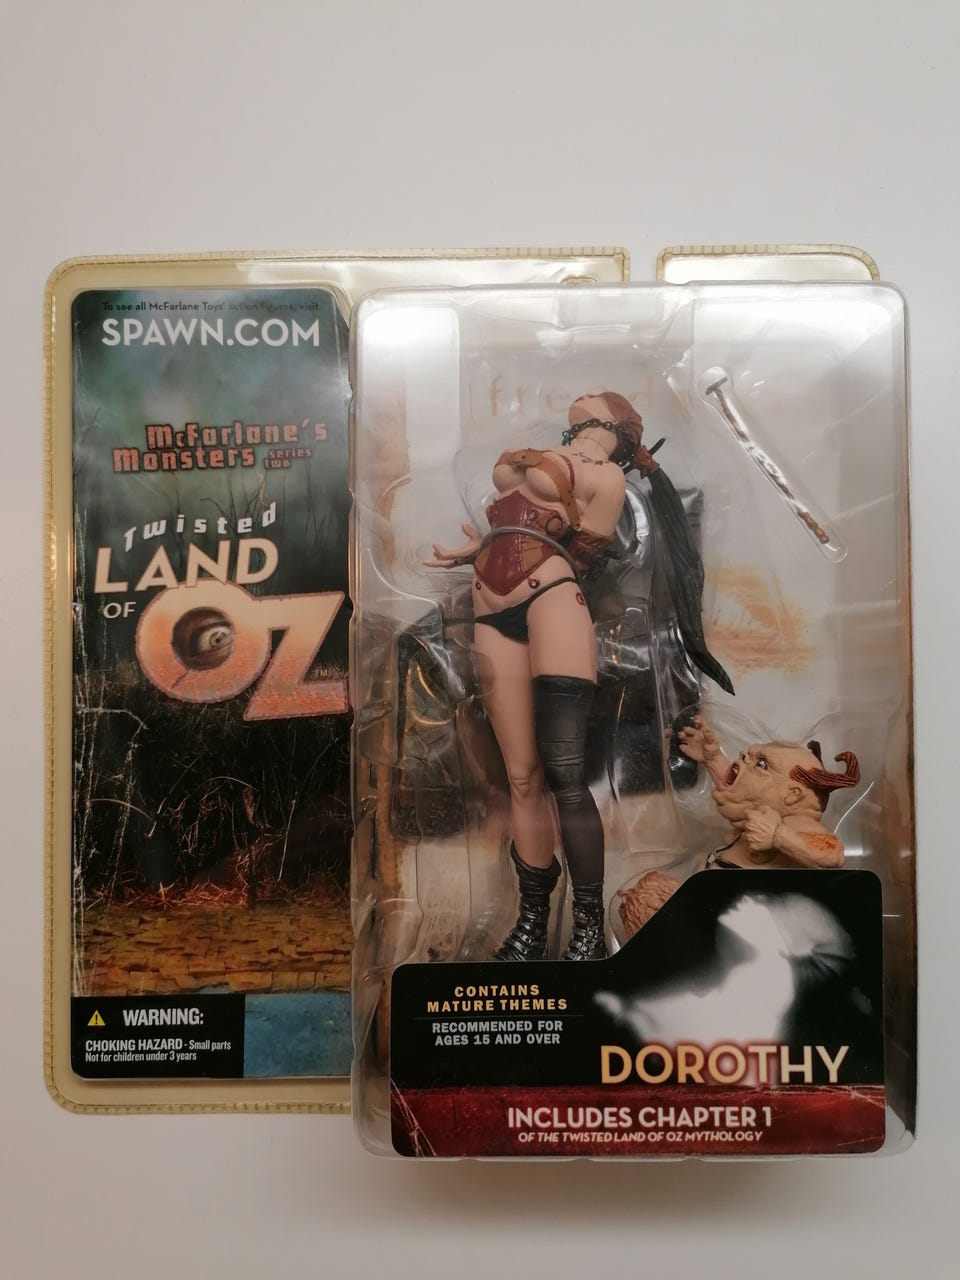 To see all McFarlane Toys' action figures, visit
SPAWN.COM
McFarlane's
Monsters series two
Twisted
LAND
OF OZ™
WARNING:
CHOKING HAZARD - Small parts
Not for children under 3 years
CONTAINS
MATURE THEMES
RECOMMENDED FOR
AGES 15 AND OVER
DOROTHY
INCLUDES CHAPTER 1
OF THE TWISTED LAND OF OZ MYTHOLOGY